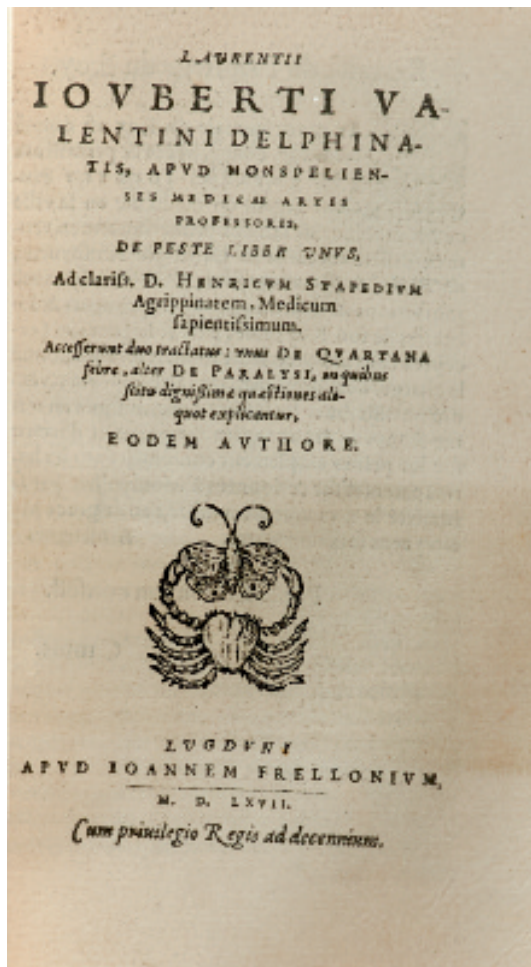 LAVRENTII
IOVBERTI VA-
LENTINI DELPHINA-
TIS, APVD MONSPELIEN-
SES MEDICAE ARTIS
PROFESSORIS,
DE PESTE LIBER VNVS,
Ad clariss. D. HENRICVM STAPEDIVM
Agrippinatem, Medicum
sapientissimum.
Accesserunt duo tractatus: vnus DE QVARTANA
febre, alter DE PARALYSI, in quibus
scitu dignissimæ quæstiones ali-
quot explicantur,
EODEM AVTHORE.
LVGDVNI
APVD IOANNEM FRELLONIVM,
M. D. LXVII.
Cum priuilegio Regis ad decennium.